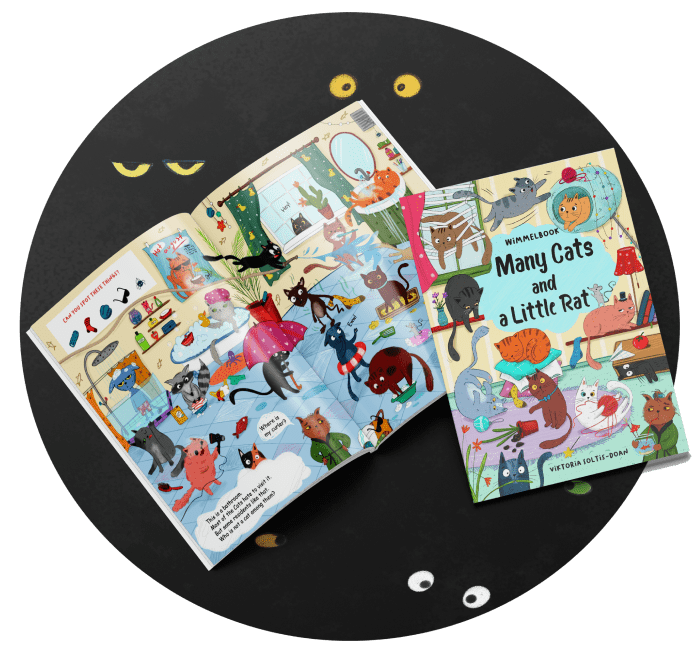 CAN YOU SPOT THESE THINGS?
Where is
my curler?
This is a bathroom.
Most of the Cats hate to visit it.
But some residents like that.
Who is not a cat among them?
WIMMELBOOK
Many Cats
and
a Little Rat
VIKTORIA SOLTIS-DOAN